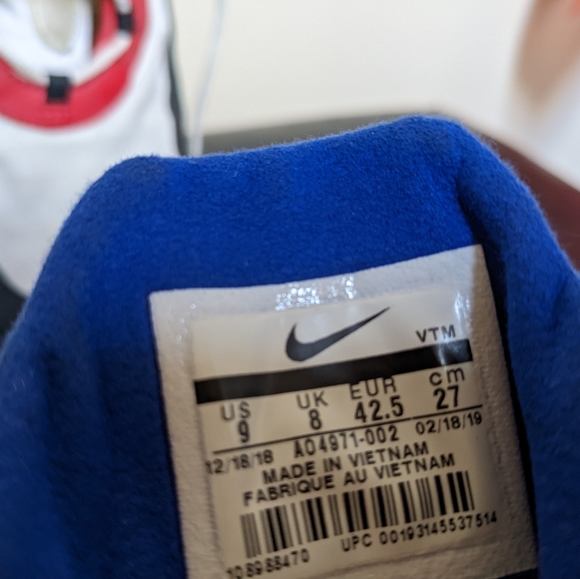 VTM
US UK EUR cm
9 8 42.5 27
12/18/18 AO4971-002 02/18/19
MADE IN VIETNAM
FABRIQUE AU VIETNAM
108988470 UPC 00193145537514